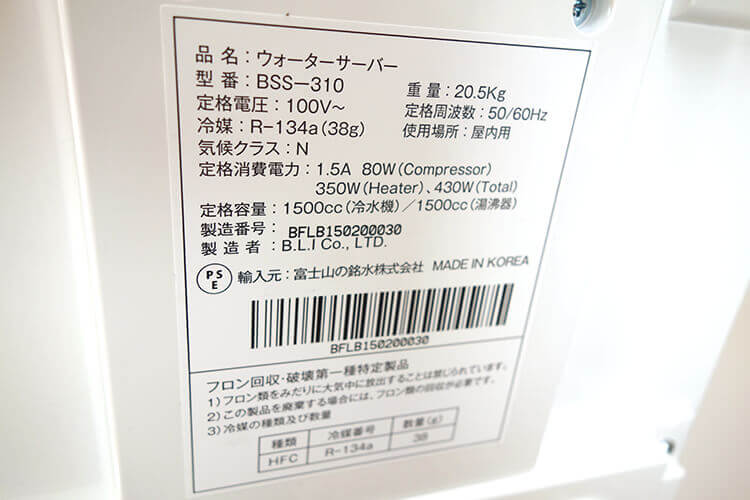 品 名：ウォーターサーバー
型 番：BSS－310
重 量：20.5Kg
定格電圧：100V～
定格周波数：50/60Hz
冷媒：R－134a（38g）
使用場所：屋内用
気候クラス：N
定格消費電力：1.5A 80W（Compressor）
350W（Heater）、430W（Total）
定格容量：1500cc（冷水機）／1500cc（湯沸器）
製造番号：BFLB150200030
製造者：B.L.I Co., LTD.
PS
E
輸入元：富士山の銘水株式会社 MADE IN KOREA
BFLB150200030
フロン回収・破壊第一種特定製品
1）フロン類をみだりに大気中に放出することは禁じられています。
2）この製品を廃棄する場合には、フロン類の回収が必要です。
3）冷媒の種類及び数量
種類 冷媒番号 数量（g）
HFC R－134a 38